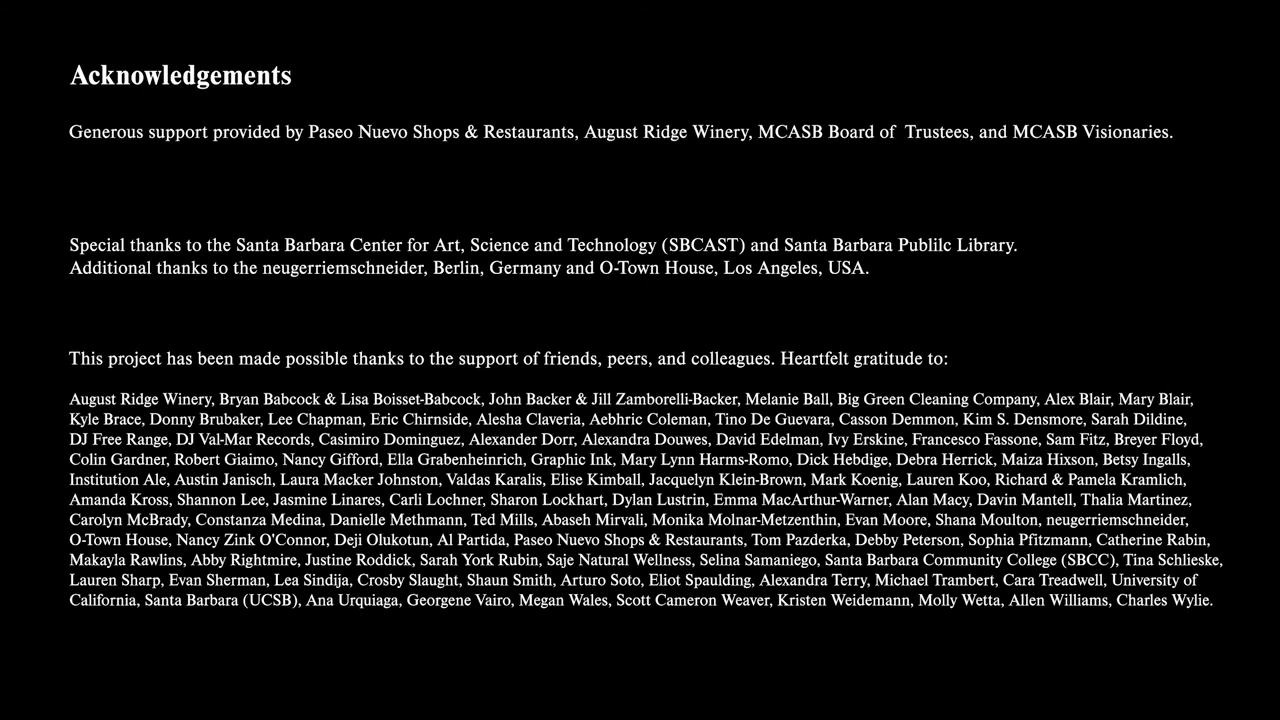 Acknowledgements
Generous support provided by Paseo Nuevo Shops & Restaurants, August Ridge Winery, MCASB Board of  Trustees, and MCASB Visionaries.
Special thanks to the Santa Barbara Center for Art, Science and Technology (SBCAST) and Santa Barbara Publilc Library.
Additional thanks to the neugerriemschneider, Berlin, Germany and O-Town House, Los Angeles, USA.
This project has been made possible thanks to the support of friends, peers, and colleagues. Heartfelt gratitude to:
August Ridge Winery, Bryan Babcock & Lisa Boisset-Babcock, John Backer & Jill Zamborelli-Backer, Melanie Ball, Big Green Cleaning Company, Alex Blair, Mary Blair,
Kyle Brace, Donny Brubaker, Lee Chapman, Eric Chirnside, Alesha Claveria, Aebhric Coleman, Tino De Guevara, Casson Demmon, Kim S. Densmore, Sarah Dildine,
DJ Free Range, DJ Val-Mar Records, Casimiro Dominguez, Alexander Dorr, Alexandra Douwes, David Edelman, Ivy Erskine, Francesco Fassone, Sam Fitz, Breyer Floyd,
Colin Gardner, Robert Giaimo, Nancy Gifford, Ella Grabenheinrich, Graphic Ink, Mary Lynn Harms-Romo, Dick Hebdige, Debra Herrick, Maiza Hixson, Betsy Ingalls,
Institution Ale, Austin Janisch, Laura Macker Johnston, Valdas Karalis, Elise Kimball, Jacquelyn Klein-Brown, Mark Koenig, Lauren Koo, Richard & Pamela Kramlich,
Amanda Kross, Shannon Lee, Jasmine Linares, Carli Lochner, Sharon Lockhart, Dylan Lustrin, Emma MacArthur-Warner, Alan Macy, Davin Mantell, Thalia Martinez,
Carolyn McBrady, Constanza Medina, Danielle Methmann, Ted Mills, Abaseh Mirvali, Monika Molnar-Metzenthin, Evan Moore, Shana Moulton, neugerriemschneider,
O-Town House, Nancy Zink O'Connor, Deji Olukotun, Al Partida, Paseo Nuevo Shops & Restaurants, Tom Pazderka, Debby Peterson, Sophia Pfitzmann, Catherine Rabin,
Makayla Rawlins, Abby Rightmire, Justine Roddick, Sarah York Rubin, Saje Natural Wellness, Selina Samaniego, Santa Barbara Community College (SBCC), Tina Schlieske,
Lauren Sharp, Evan Sherman, Lea Sindija, Crosby Slaught, Shaun Smith, Arturo Soto, Eliot Spaulding, Alexandra Terry, Michael Trambert, Cara Treadwell, University of
California, Santa Barbara (UCSB), Ana Urquiaga, Georgene Vairo, Megan Wales, Scott Cameron Weaver, Kristen Weidemann, Molly Wetta, Allen Williams, Charles Wylie.